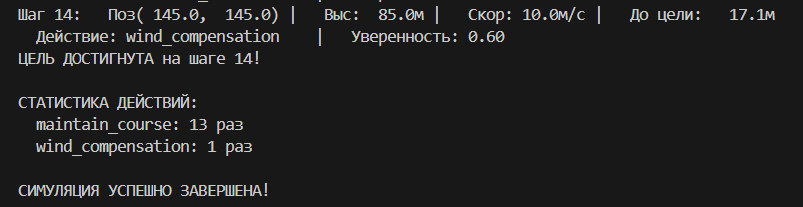 Шаг 14: Поз( 145.0, 145.0) | Выс: 85.0м | Скор: 10.0м/с | До цели: 17.1м
Действие: wind_compensation | Уверенность: 0.60
ЦЕЛЬ ДОСТИГНУТА на шаге 14!
СТАТИСТИКА ДЕЙСТВИЙ:
maintain_course: 13 раз
wind_compensation: 1 раз
СИМУЛЯЦИЯ УСПЕШНО ЗАВЕРШЕНА!